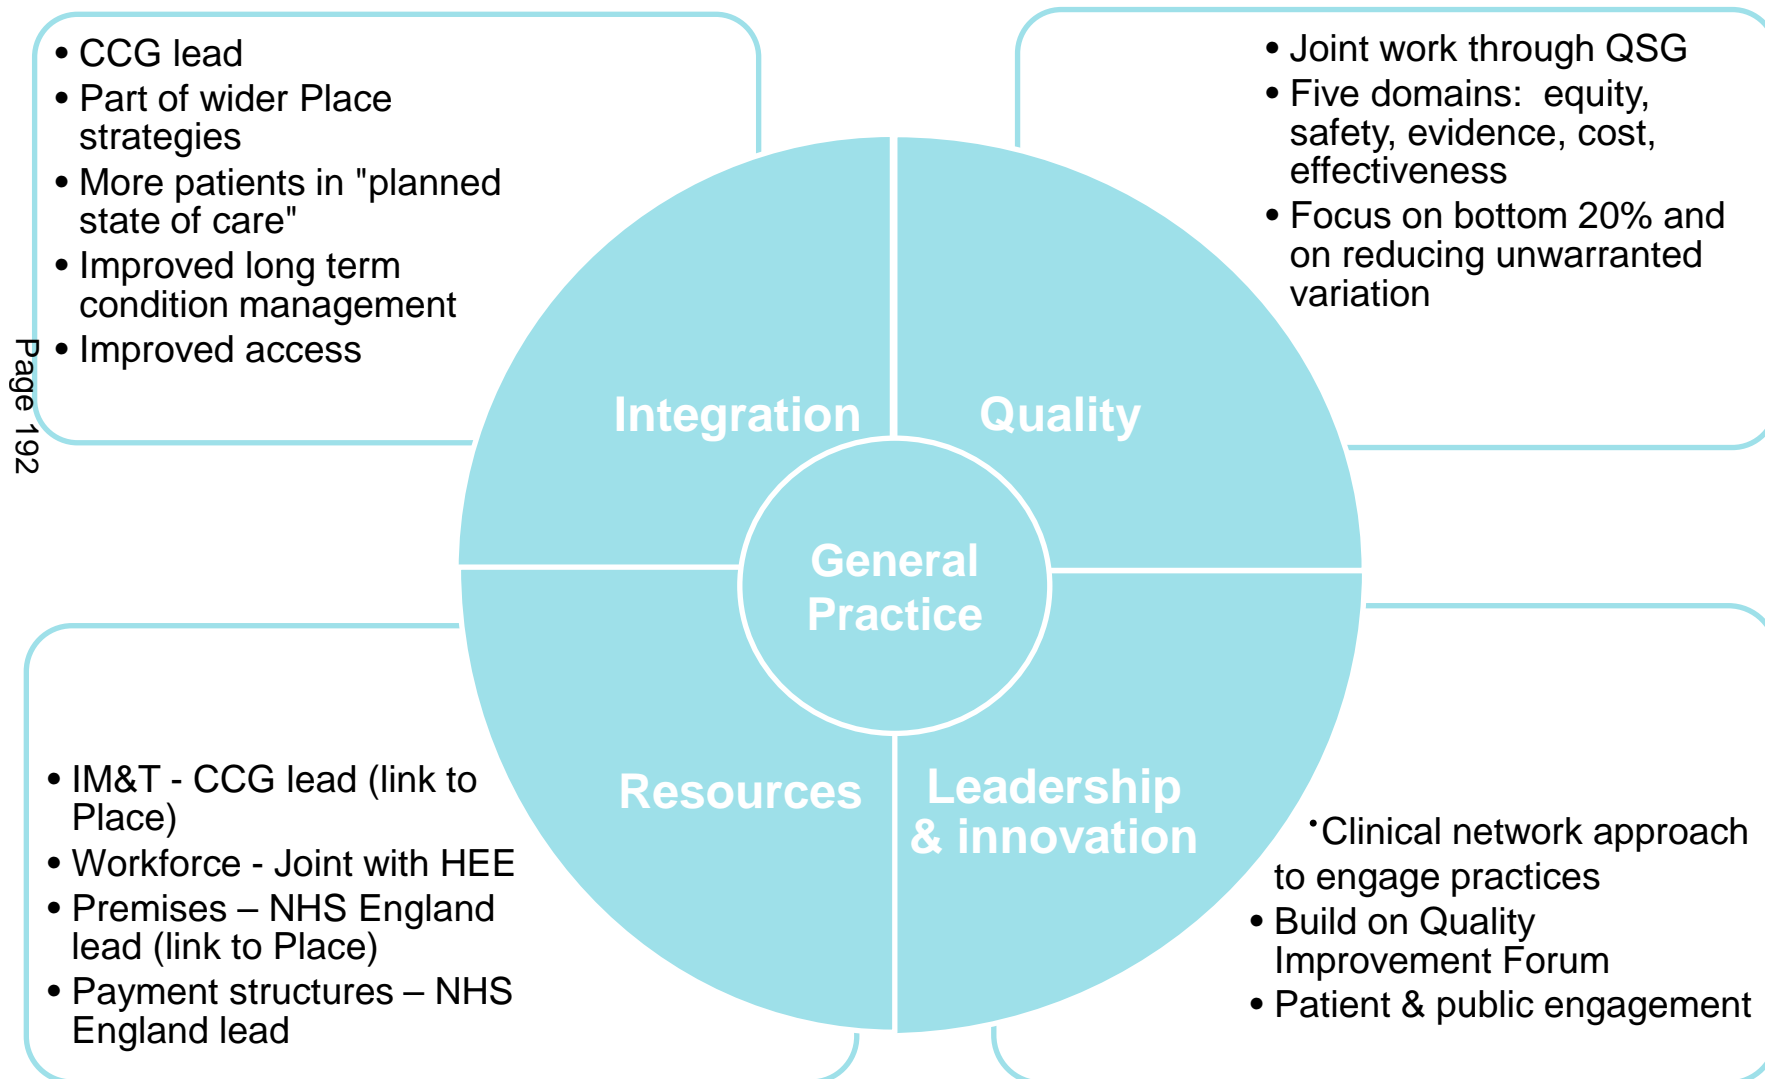 • CCG lead
• Part of wider Place
strategies
• More patients in "planned
state of care"
• Improved long term
condition management
• Improved access
• Joint work through QSG
• Five domains:  equity,
safety, evidence, cost,
effectiveness
• Focus on bottom 20% and
on reducing unwarranted
variation
Page 192
Integration
Quality
General
Practice
Resources
Leadership
& innovation
• IM&T - CCG lead (link to
Place)
• Workforce - Joint with HEE
• Premises – NHS England
lead (link to Place)
• Payment structures – NHS
England lead
•Clinical network approach
to engage practices
• Build on Quality
Improvement Forum
• Patient & public engagement